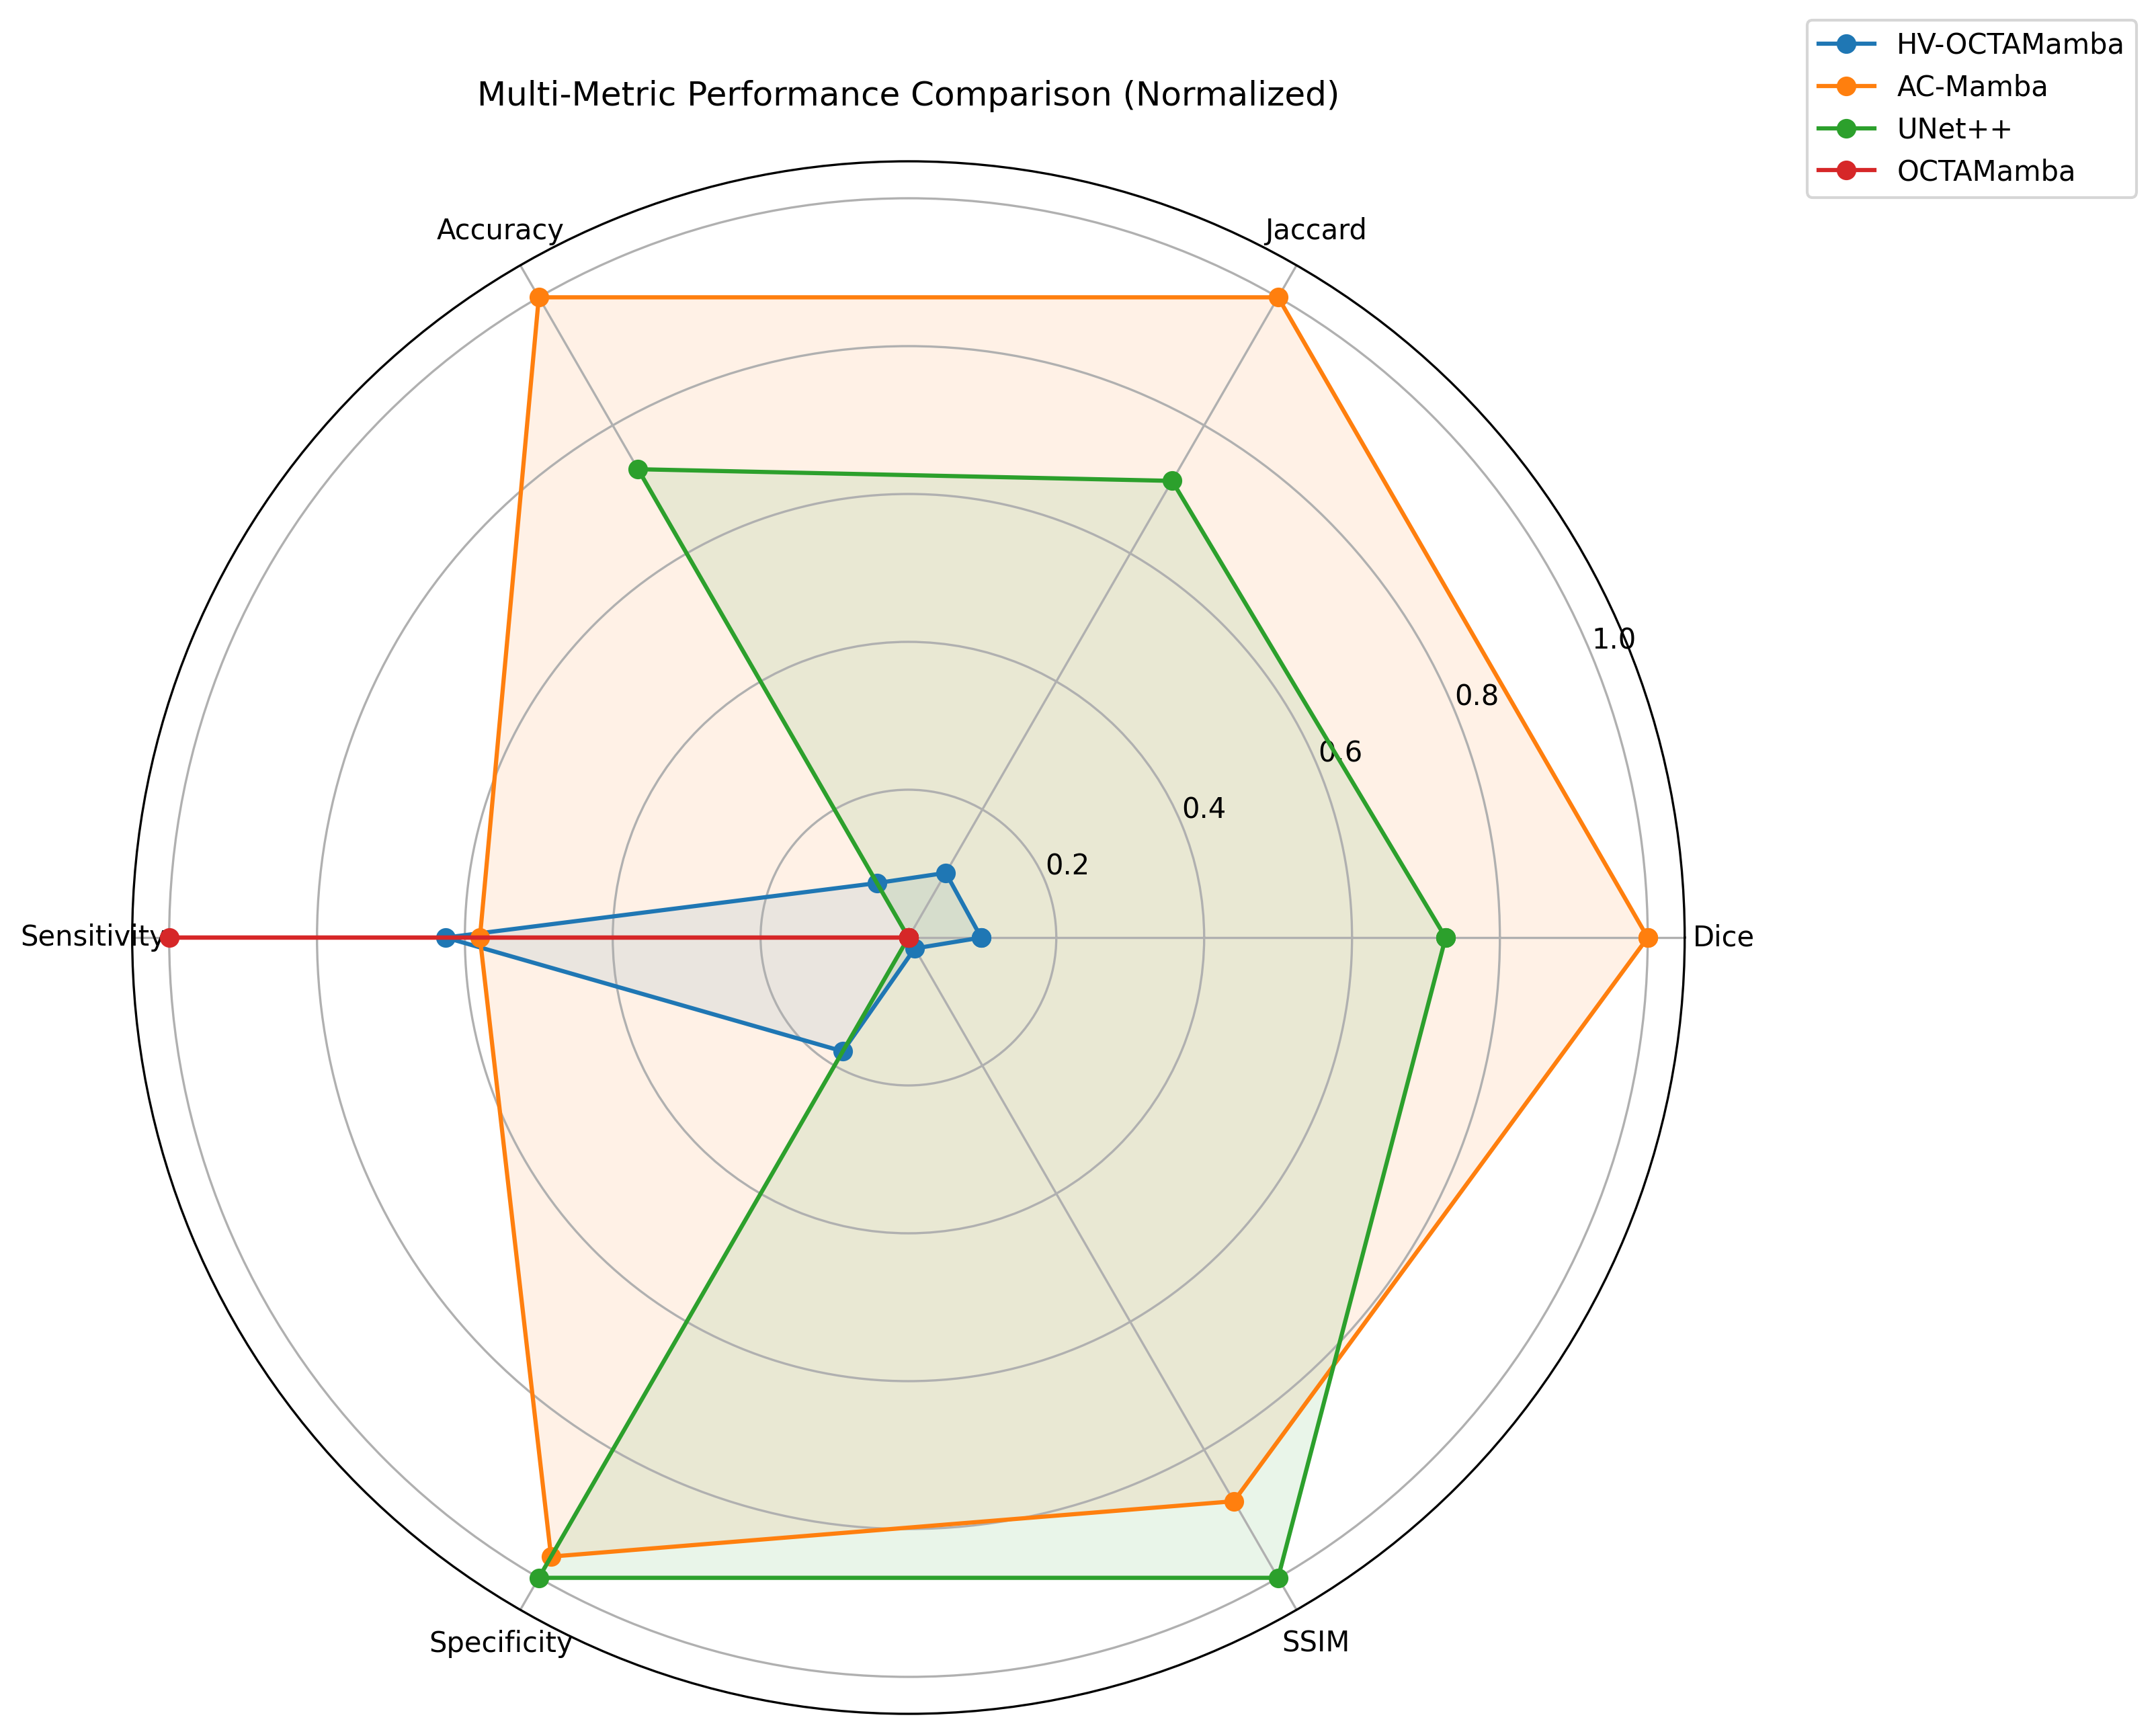 HV-OCTAMamba
AC-Mamba
UNet++
OCTAMamba
Multi-Metric Performance Comparison (Normalized)
Accuracy
Jaccard
1.0
0.8
0.6
0.4
0.2
Sensitivity
Dice
Specificity
SSIM